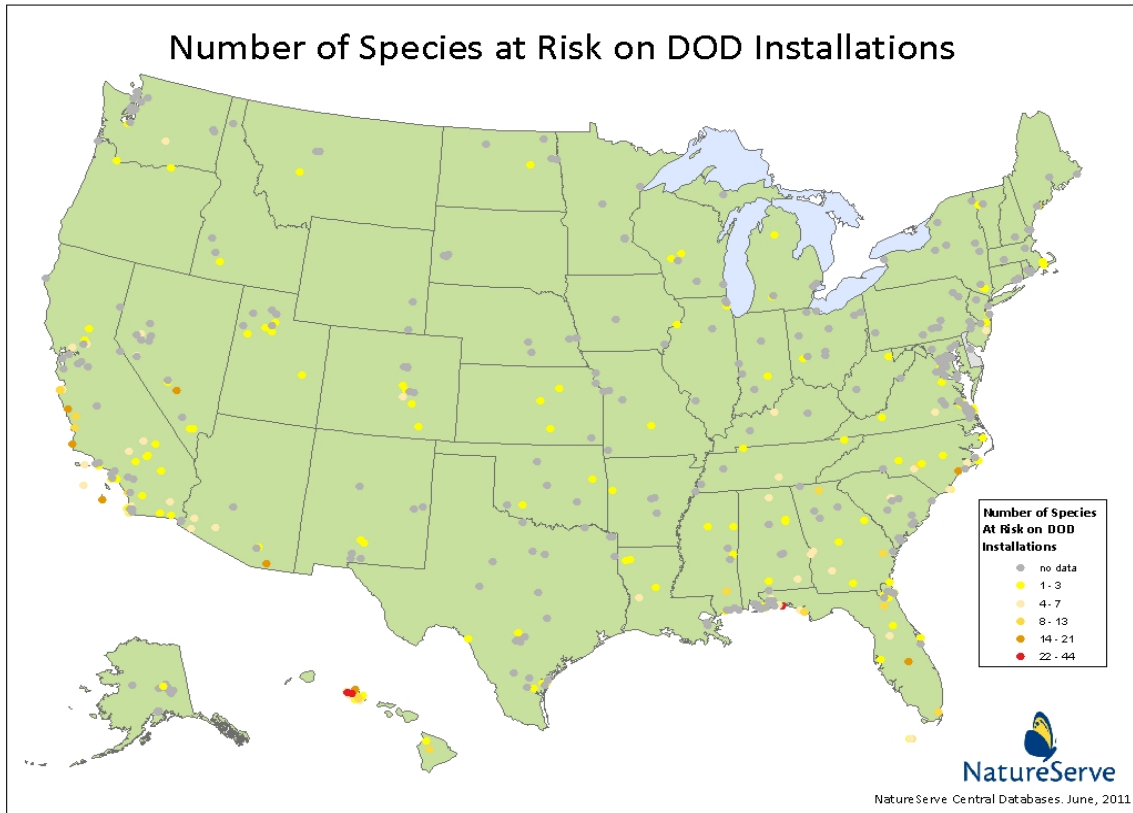 Number of Species at Risk on DOD Installations
Number of Species
At Risk on DOD
Installations
no data
1 - 3
4 - 7
8 - 13
14 - 21
22 - 44
NatureServe
NatureServe Central Databases. June, 2011